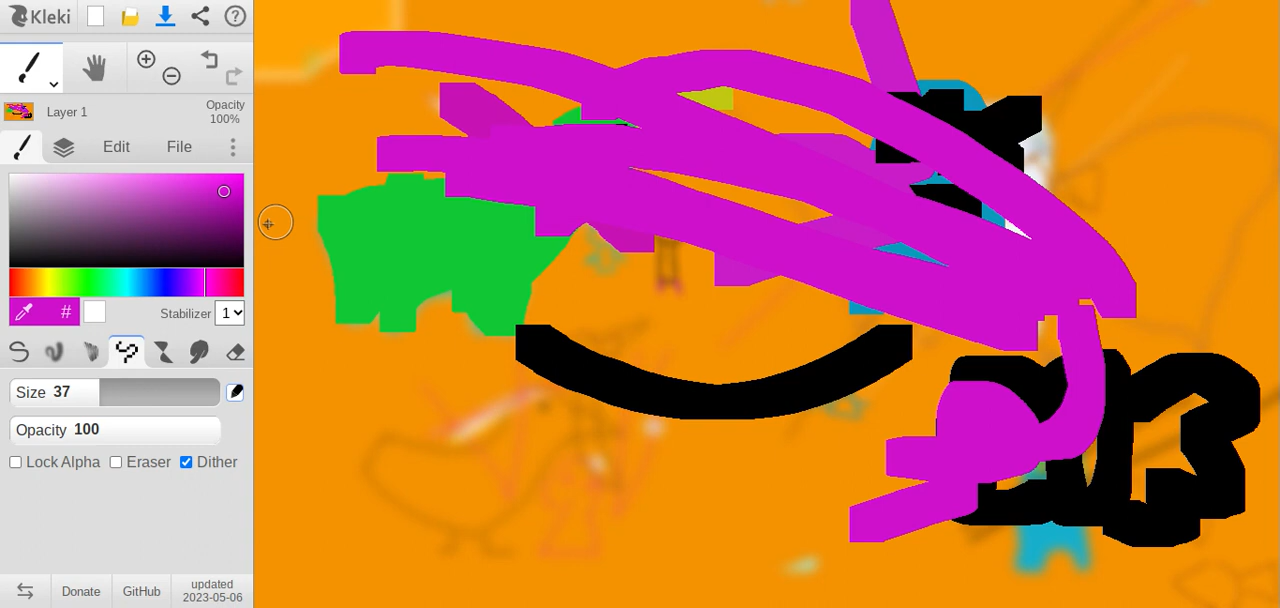 Kleki
Layer 1
Opacity
100%
Edit
File
#
Stabilizer 1
Size 37
Opacity 100
Lock Alpha Eraser Dither
Donate GitHub updated
2023-05-06